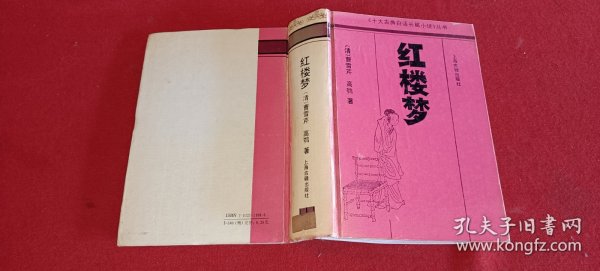 《十大古典白话长篇小说》丛书
红楼梦
(清)曹雪芹 高鹗 著
上海古籍出版社
红楼梦
(清)曹雪芹 高鹗 著
上海古籍出版社
孔夫子旧书网
www.kongfz.com